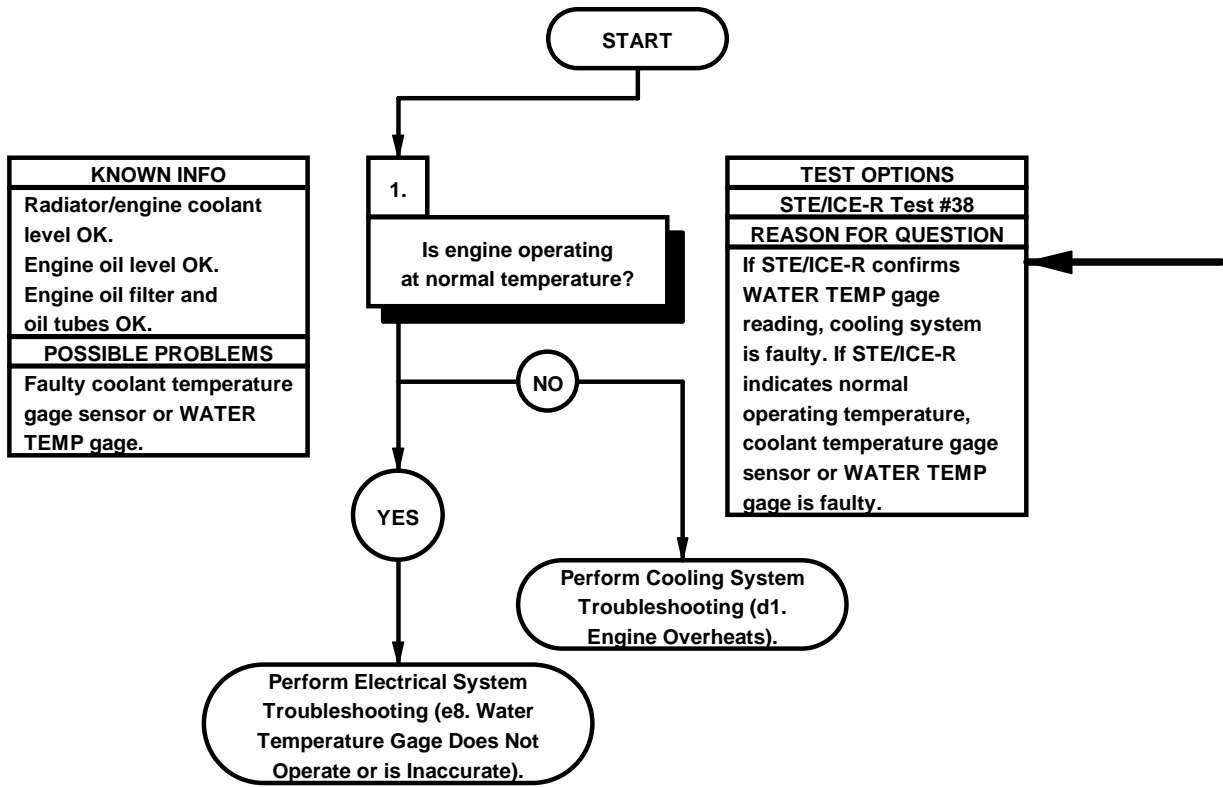 START
KNOWN INFO
Radiator/engine coolant
level OK.
Engine oil level OK.
Engine oil filter and
oil tubes OK.
POSSIBLE PROBLEMS
Faulty coolant temperature
gage sensor or WATER
TEMP gage.
1.
Is engine operating
at normal temperature?
TEST OPTIONS
STE/ICE-R Test #38
REASON FOR QUESTION
If STE/ICE-R confirms
WATER TEMP gage
reading, cooling system
is faulty. If STE/ICE-R
indicates normal
operating temperature,
coolant temperature gage
sensor or WATER TEMP
gage is faulty.
NO
YES
Perform Cooling System
Troubleshooting (d1.
Engine Overheats).
Perform Electrical System
Troubleshooting (e8. Water
Temperature Gage Does Not
Operate or is Inaccurate).